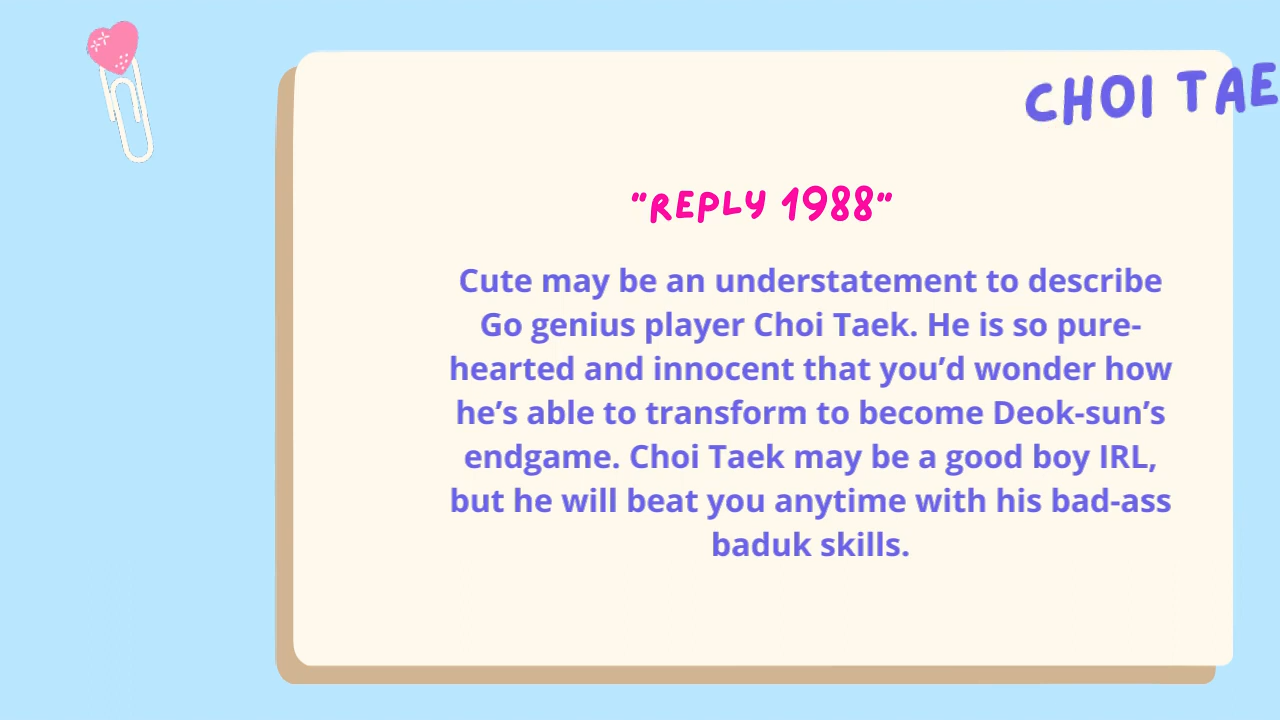 CHOI TAE
"REPLY 1988"
Cute may be an understatement to describe
Go genius player Choi Taek. He is so pure-
hearted and innocent that you’d wonder how
he’s able to transform to become Deok-sun’s
endgame. Choi Taek may be a good boy IRL,
but he will beat you anytime with his bad-ass
baduk skills.